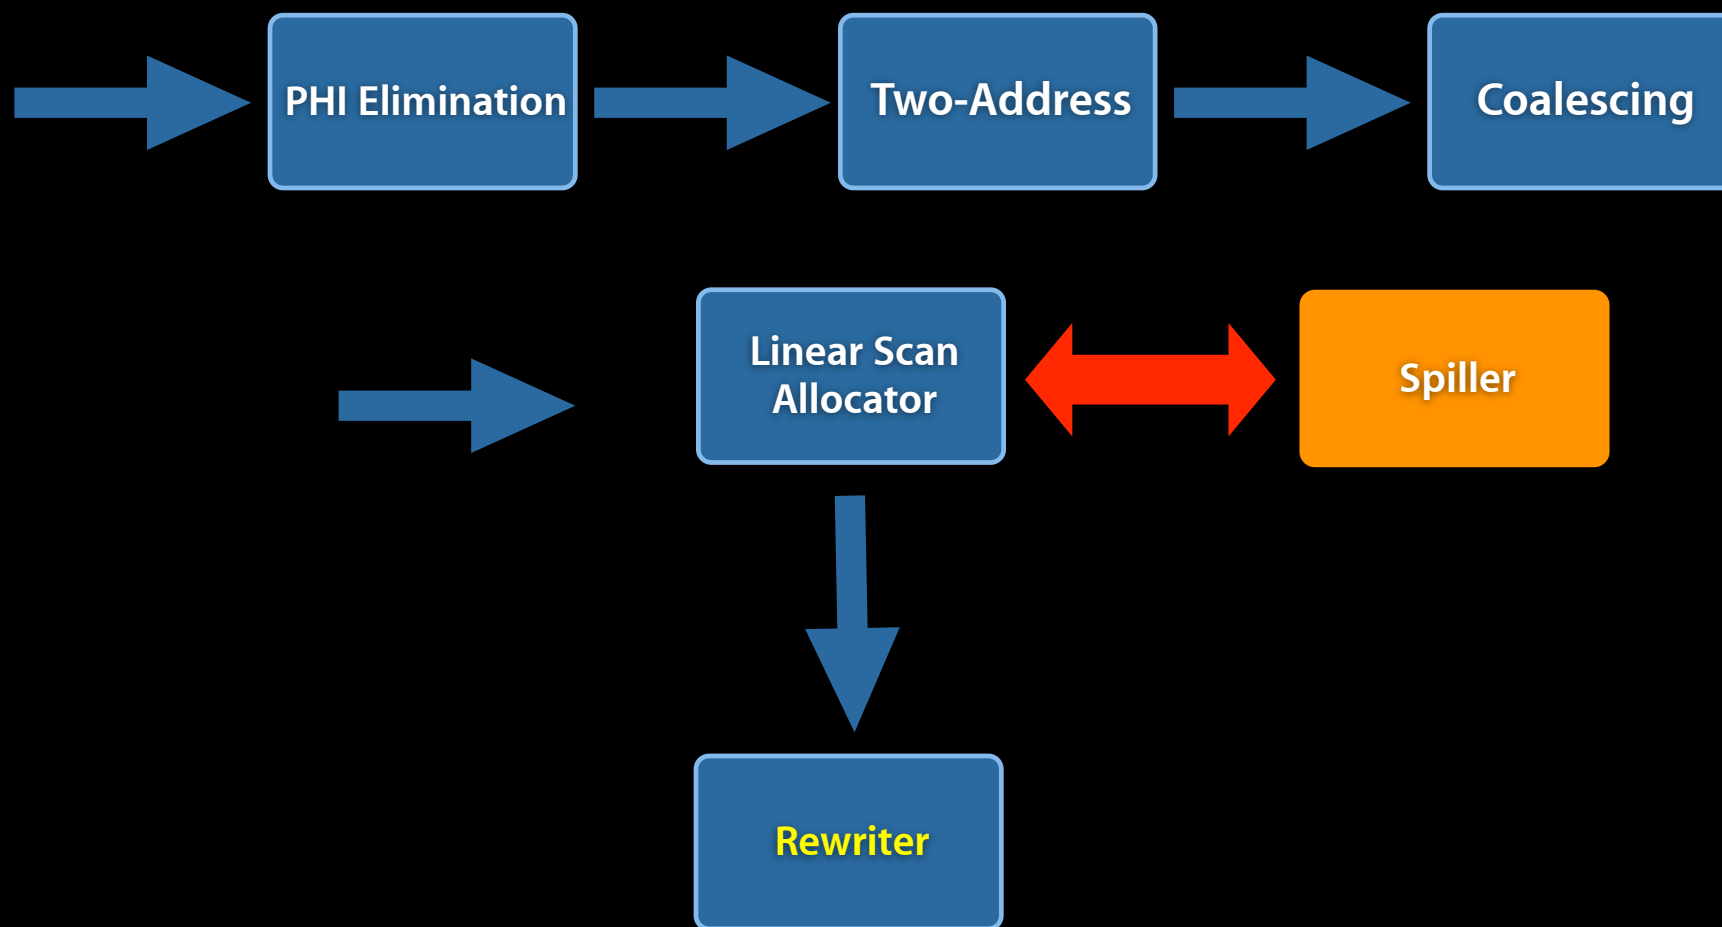 PHI Elimination
Two-Address
Coalescing
Linear Scan
Allocator
Spiller
Rewriter